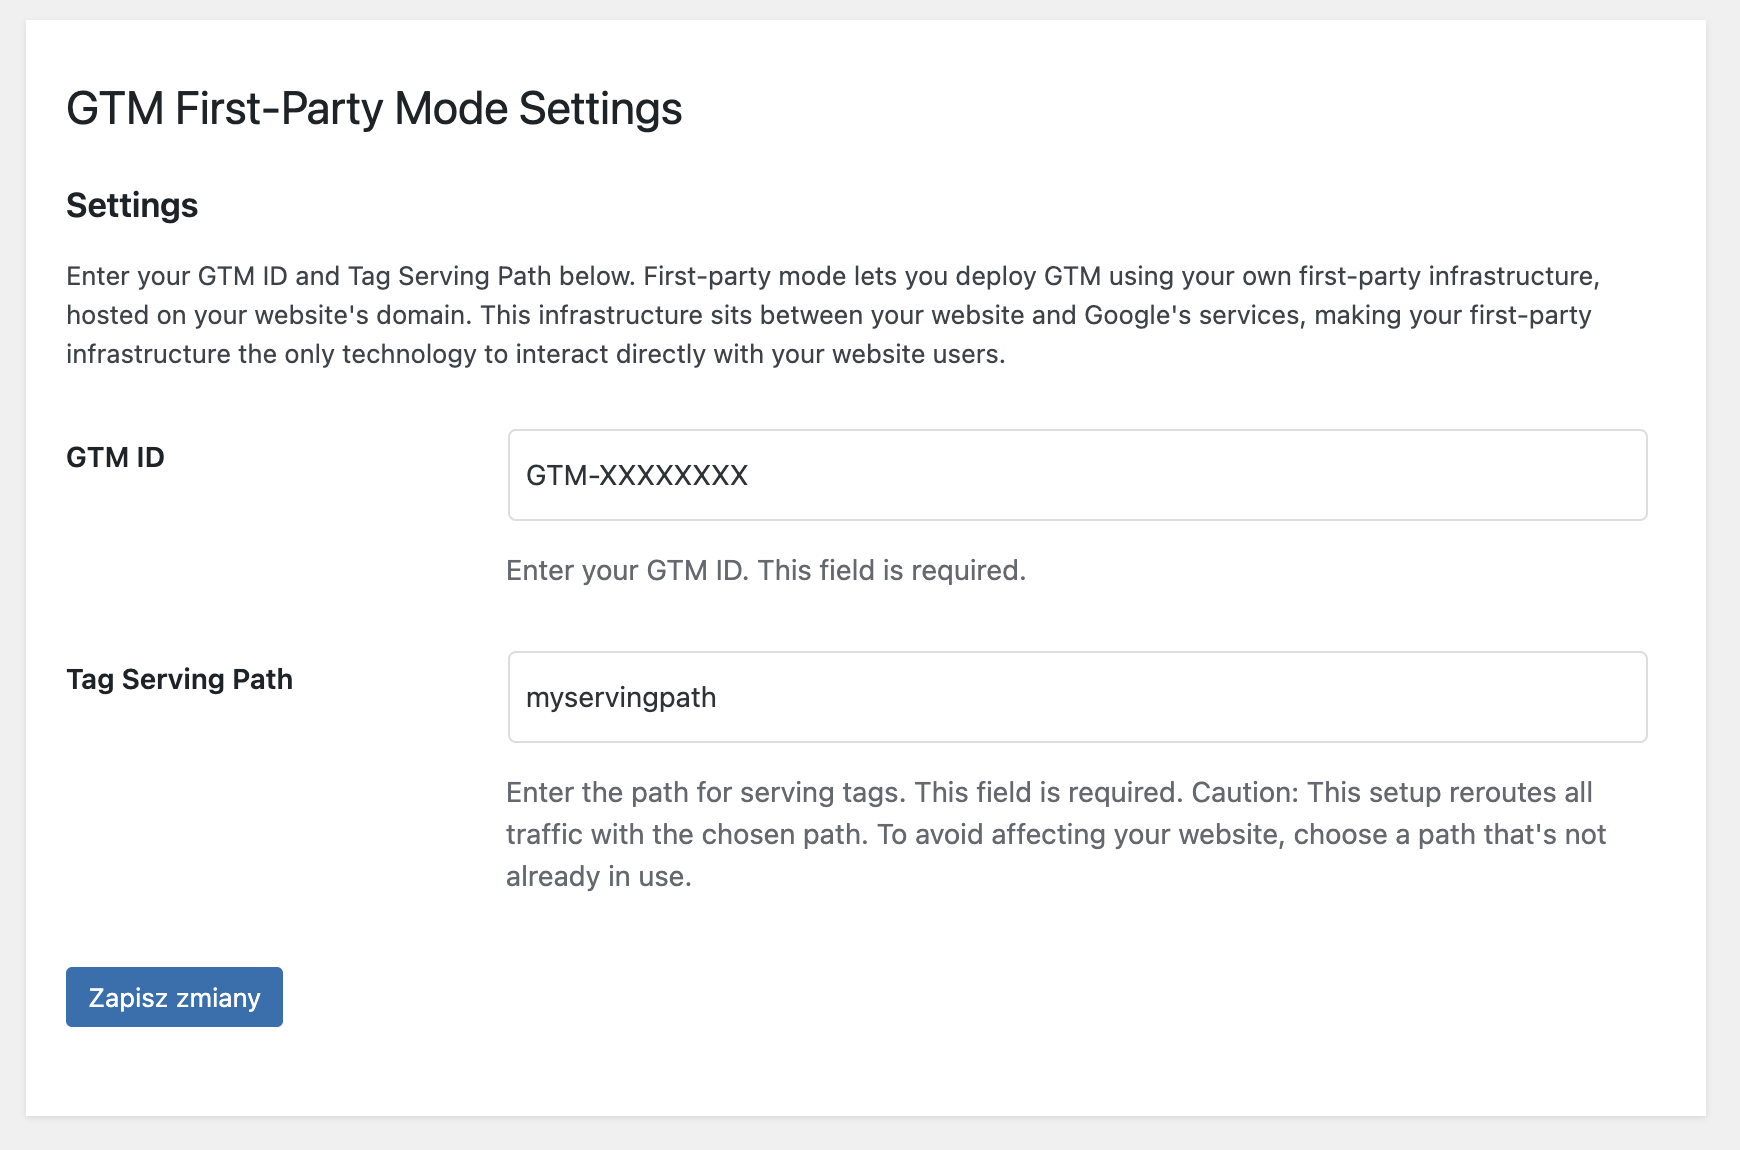 GTM First-Party Mode Settings
Settings
Enter your GTM ID and Tag Serving Path below. First-party mode lets you deploy GTM using your own first-party infrastructure,
hosted on your website's domain. This infrastructure sits between your website and Google's services, making your first-party
infrastructure the only technology to interact directly with your website users.
GTM ID
GTM-XXXXXXXX
Enter your GTM ID. This field is required.
Tag Serving Path
myservingpath
Enter the path for serving tags. This field is required. Caution: This setup reroutes all
traffic with the chosen path. To avoid affecting your website, choose a path that's not
already in use.
Zapisz zmiany